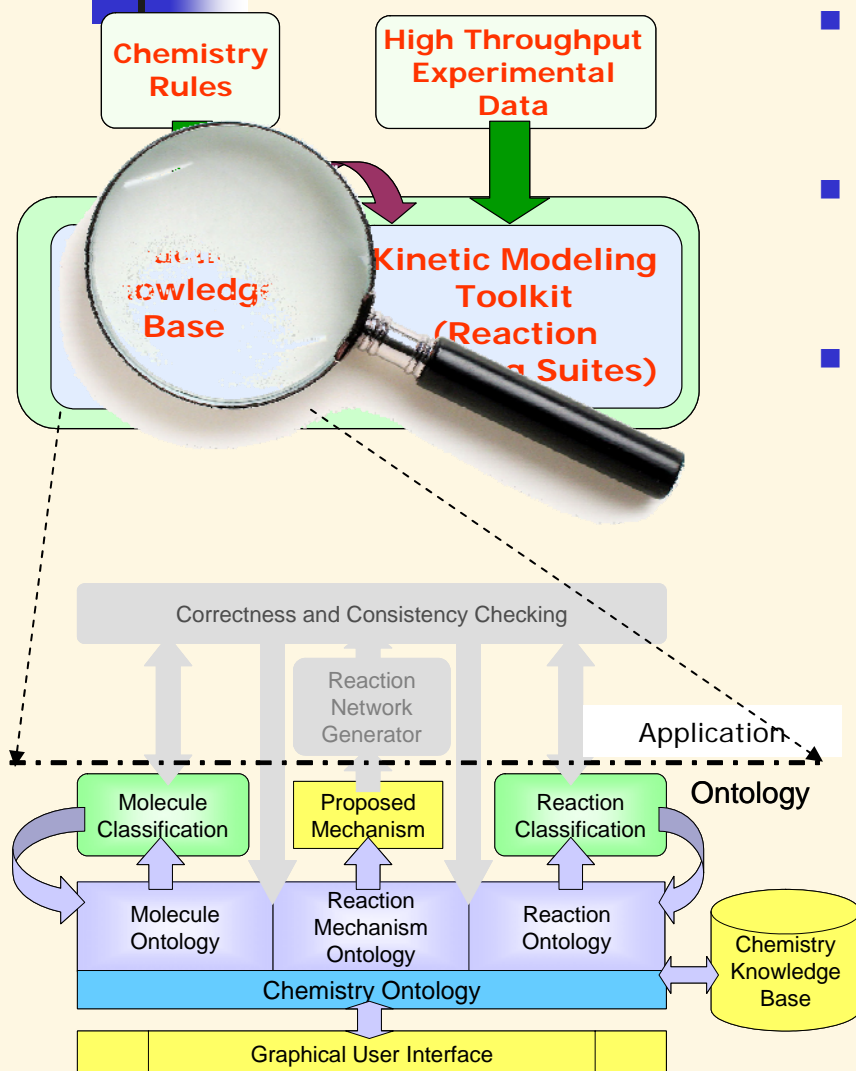 Chemistry
Rules
High Throughput
Experimental
Data
Base
Kinetic Modeling
Toolkit
(Reaction
Suites)
Correctness and Consistency Checking
Reaction
Network
Generator
Application
Ontology
Molecule
Classification
Proposed
Mechanism
Reaction
Classification
Molecule
Ontology
Reaction
Mechanism
Ontology
Reaction
Ontology
Chemistry
Knowledge
Base
Chemistry Ontology
Graphical User Interface